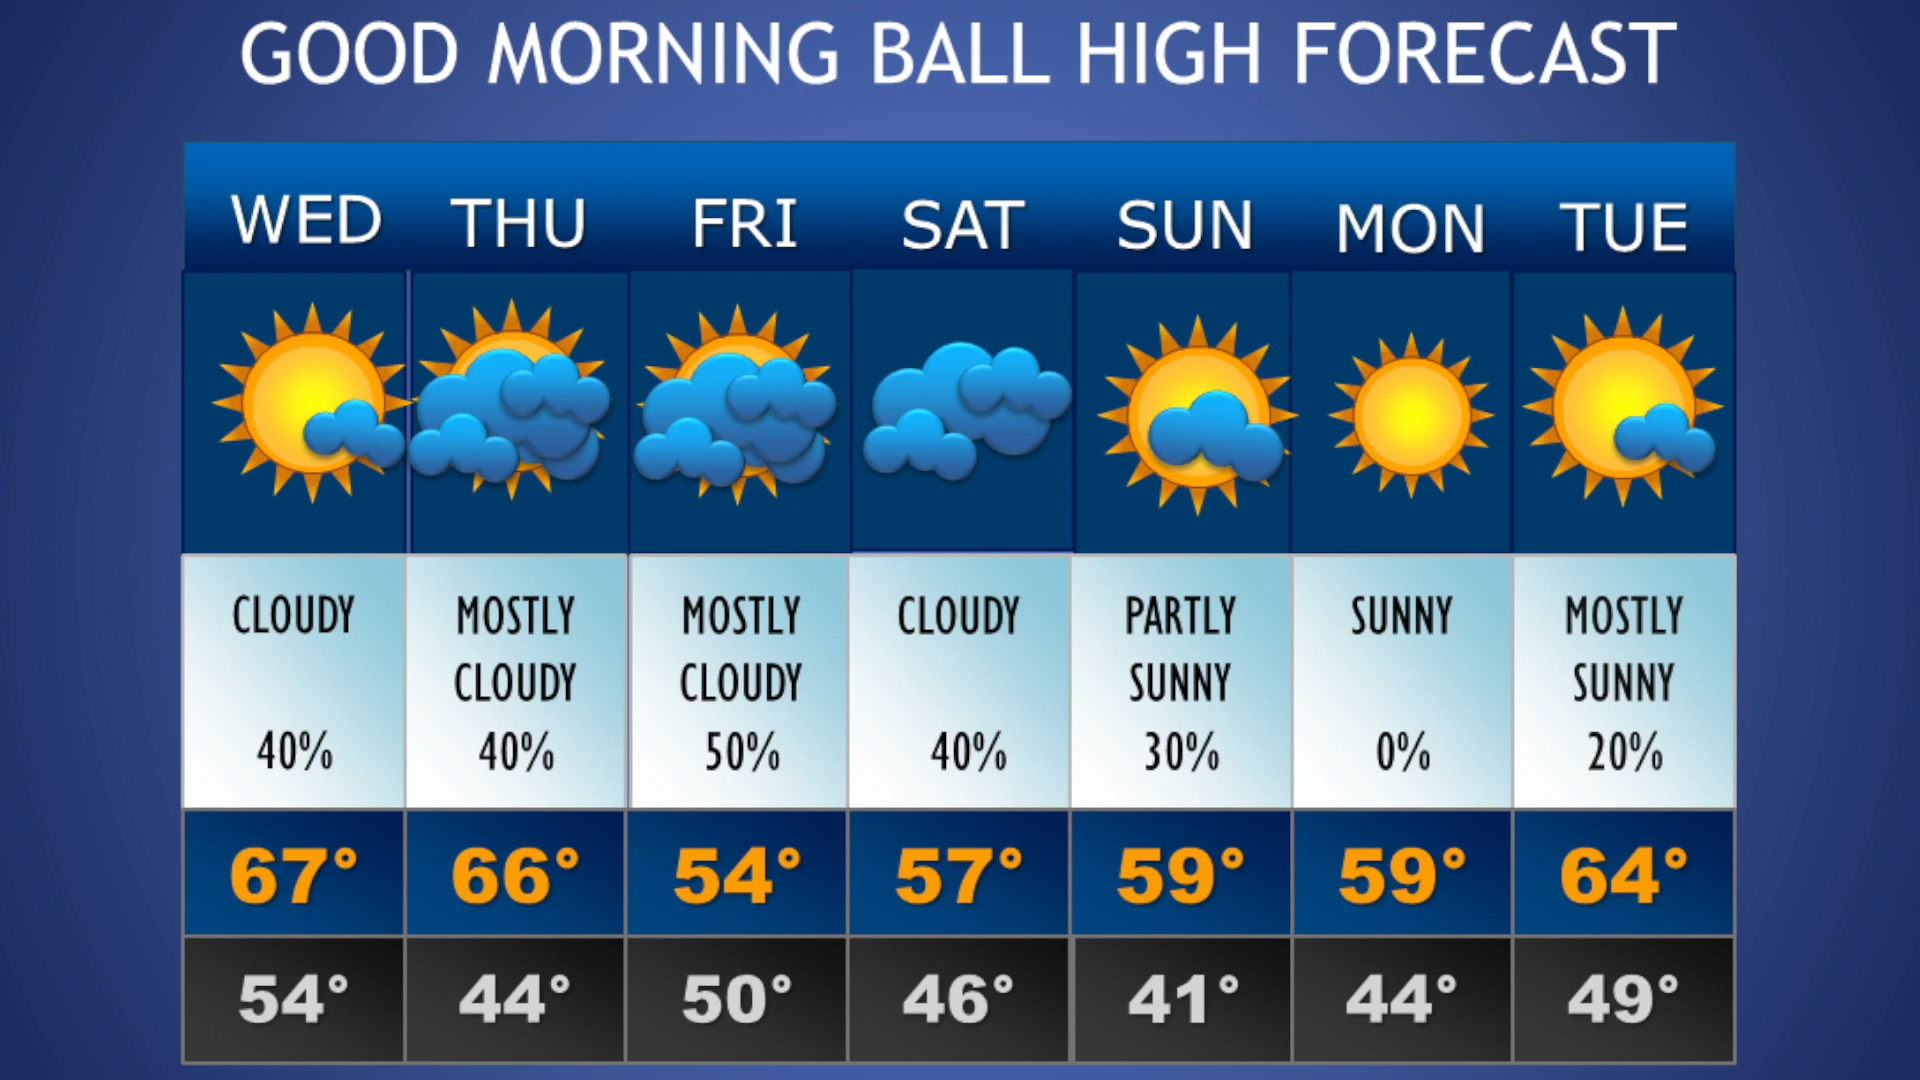 GOOD MORNING BALL HIGH FORECAST
WED THU FRI SAT SUN MON TUE
CLOUDY MOSTLY MOSTLY CLOUDY PARTLY SUNNY MOSTLY
CLOUDY CLOUDY SUNNY SUNNY
40% 40% 50% 40% 30% 0% 20%
67° 66° 54° 57° 59° 59° 64°
54° 44° 50° 46° 41° 44° 49°